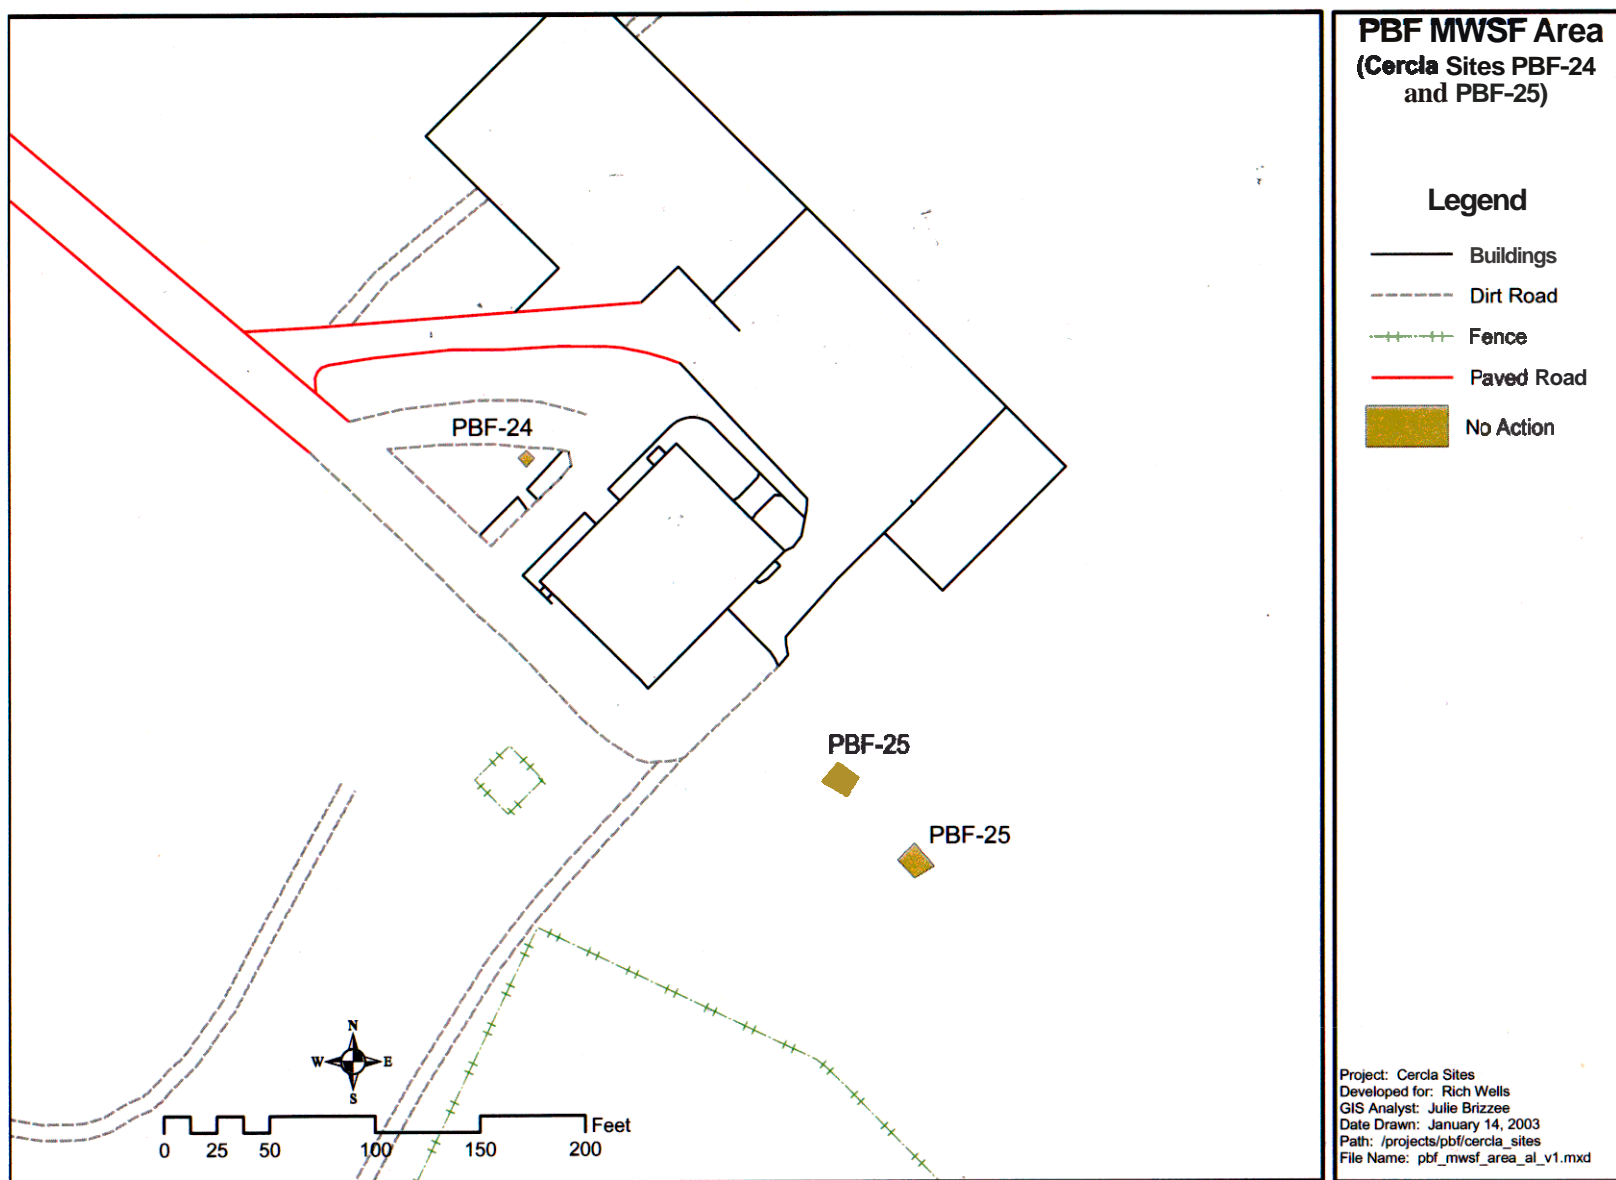 PBF MWSF Area
(Cercla Sites PBF-24
and PBF-25)
Legend
Buildings
Dirt Road
Fence
Paved Road
No Action
PBF-24
PBF-25
PBF-25
N
W E
S
Feet
0 25 50 100 150 200
Project: Cercla Sites
Developed for: Rich Wells
GIS Analyst: Julie Brizzee
Date Drawn: January 14, 2003
Path: /projects/pbf/cercla_sites
File Name: pbf_mwsf_area_al_v1.mxd